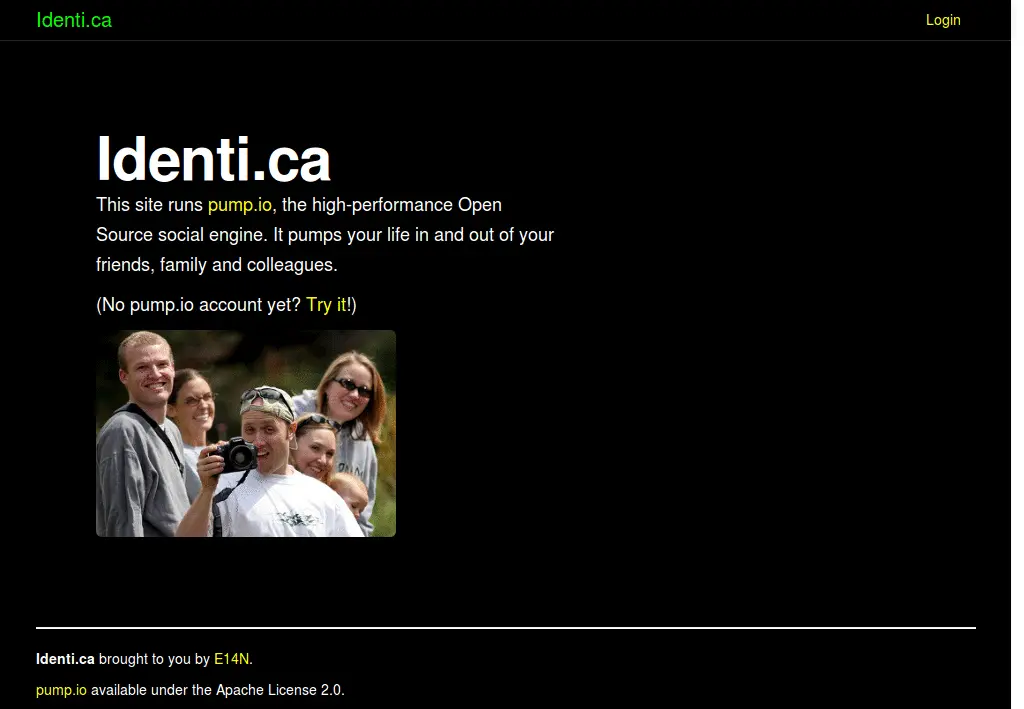 Identi.ca
Login
Identi.ca
This site runs pump.io, the high-performance Open
Source social engine. It pumps your life in and out of your
friends, family and colleagues.
(No pump.io account yet? Try it!)
Identi.ca brought to you by E14N.
pump.io available under the Apache License 2.0.